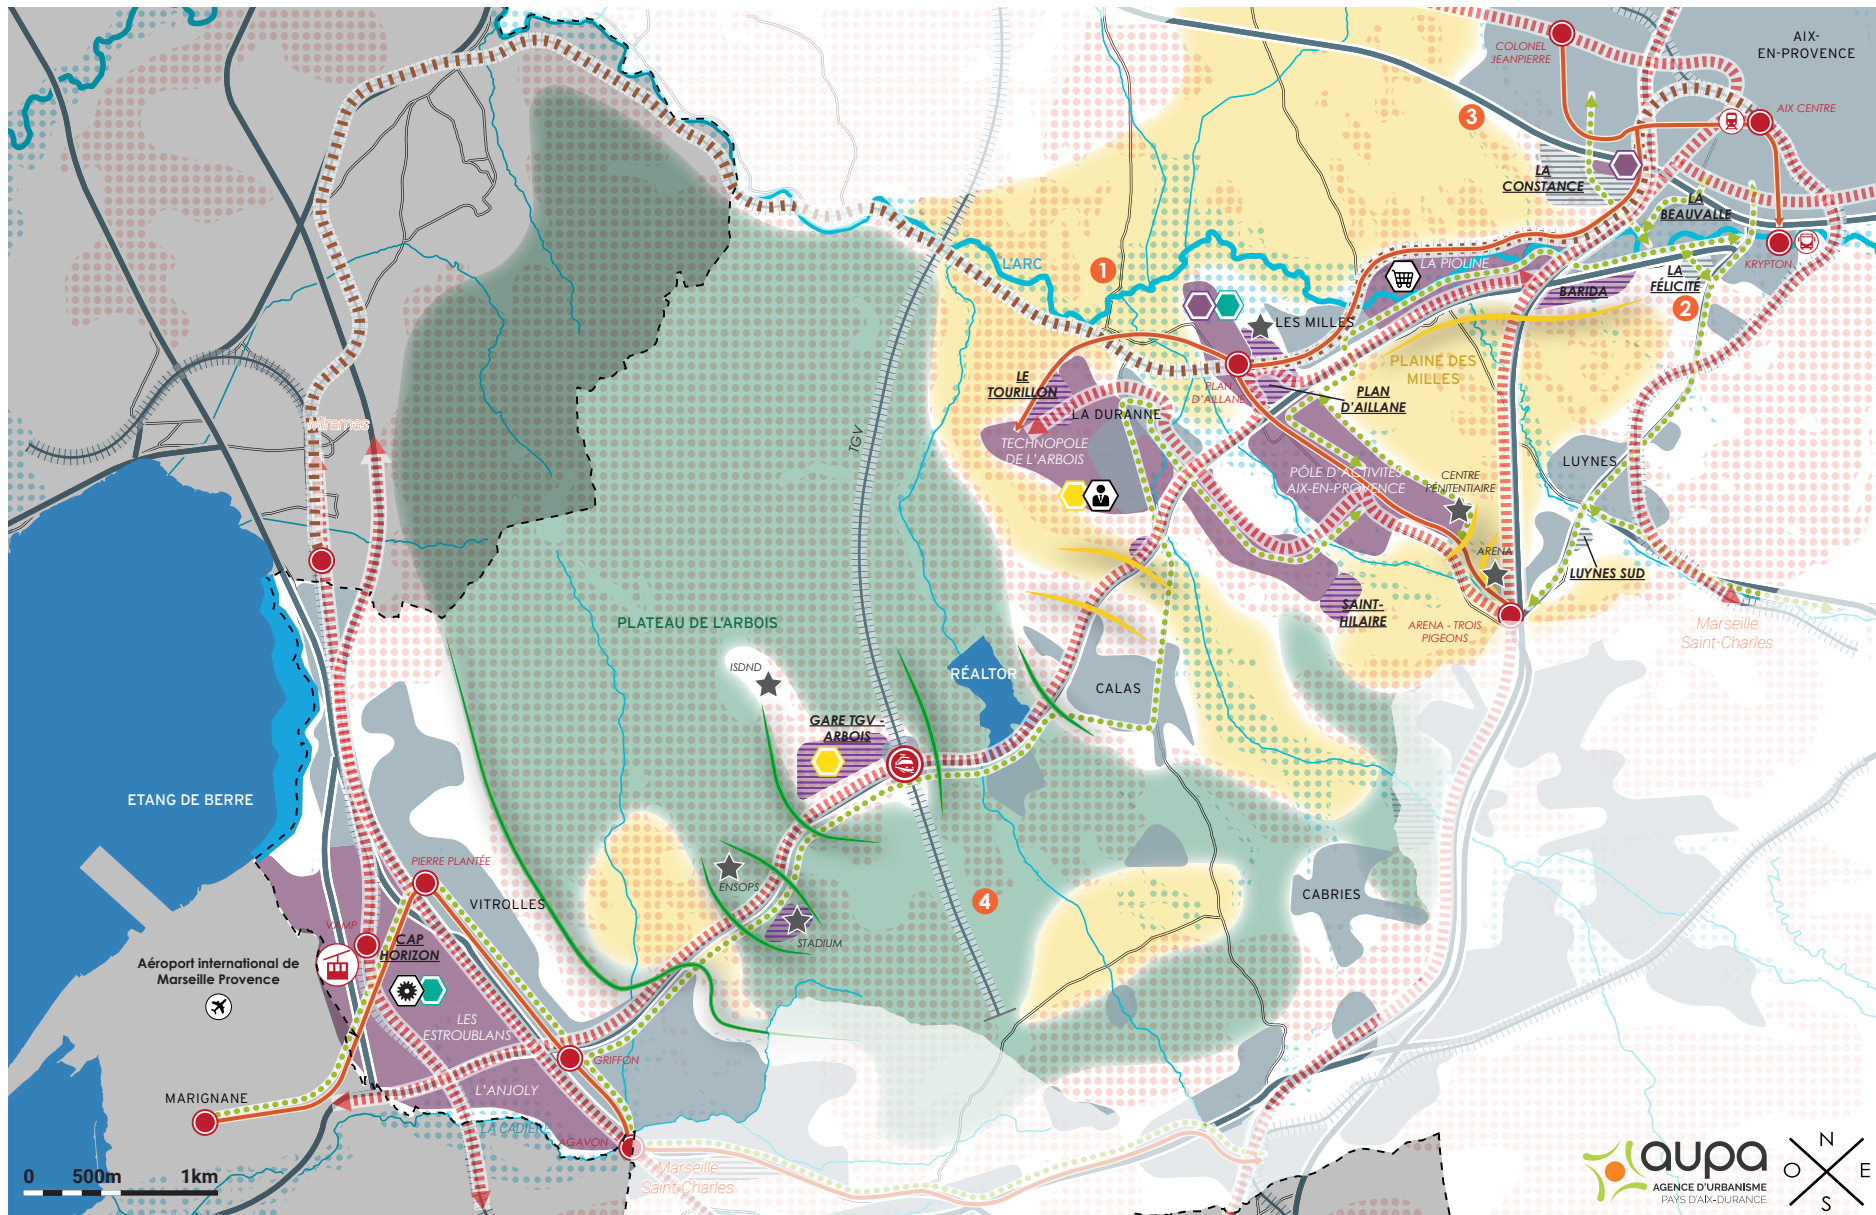 AIX-
EN-PROVENCE
COLONEL
JEANPIERRE
AIX CENTRE
3
LA
CONSTANCE
LA
BEAUVALLE
KRYPTON
L'ARC
1
LA PIOLINE
LA
FÉLICITÉ
BARIDA
2
LES MILLES
PLAINE DES
MILLES
PLAN
D'AILLANE
PLAN
D'AILLANE
LE
TOURILLON
LA DURANNE
TECHNOPOLE
DE L'ARBOIS
TGV
Miramas
PÔLE D'ACTIVITÉS
AIX-EN-PROVENCE
CENTRE
PÉNITENTIAIRE
LUYNES
ARENA
LUYNES SUD
SAINT-
HILAIRE
ARENA - TROIS
PIGEONS
Marseille
Saint-Charles
PLATEAU DE L'ARBOIS
ISDND
RÉALTOR
CALAS
GARE TGV -
ARBOIS
ETANG DE BERRE
PIERRE PLANTÉE
VITROLLES
ENSOPS
STADIUM
4
CABRIES
VAMP
CAP
HORIZON
Aéroport international de
Marseille Provence
LES
ESTROUBLANS
GRIFFON
L'ANJOLY
MARIGNANE
LA CADIÈRE
AGAVON
Marseille
Saint-Charles
0 500m 1km
aupa
AGENCE D'URBANISME
PAYS D'AIX-DURANCE
N
O E
S